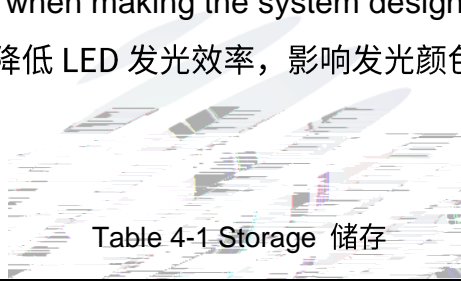 when making the system design
降低 LED 发光效率，影响发光颜色
Table 4-1 Storage 储存